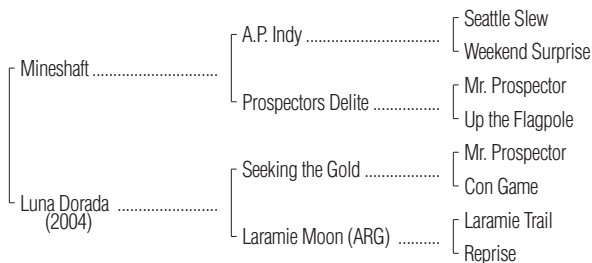 Seattle Slew
A.P. Indy ................................
Weekend Surprise
Mineshaft ..............................
Mr. Prospector
Prospectors Delite ................
Up the Flagpole
Mr. Prospector
Seeking the Gold ..................
Con Game
Luna Dorada ........................
(2004)
Laramie Trail
Laramie Moon (ARG) ..........
Reprise